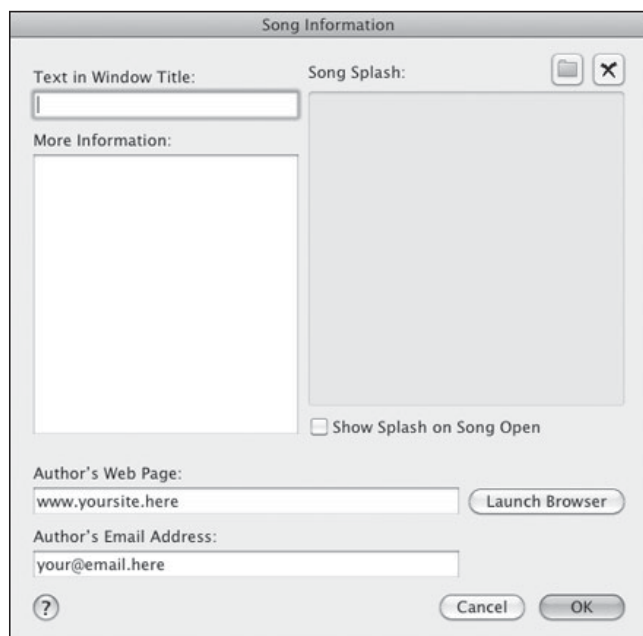 Song Information
Text in Window Title:
Song Splash:
More Information:
Show Splash on Song Open
Author's Web Page:
www.yoursite.here
Launch Browser
Author's Email Address:
your@email.here
?
Cancel
OK